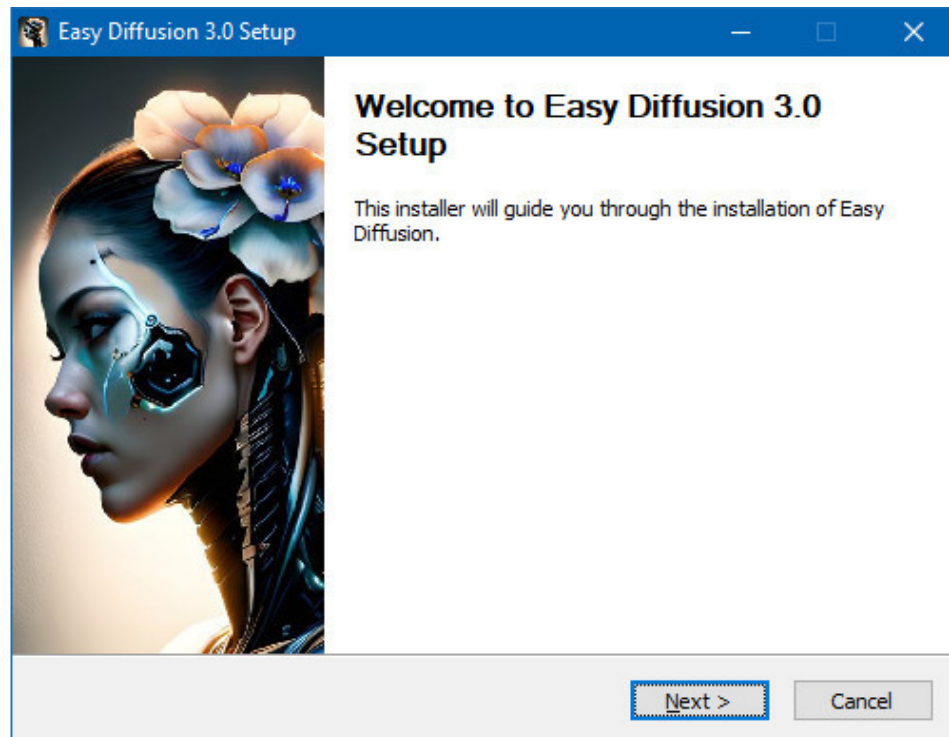 Easy Diffusion 3.0 Setup
Welcome to Easy Diffusion 3.0
Setup
This installer will guide you through the installation of Easy
Diffusion.
Next >
Cancel